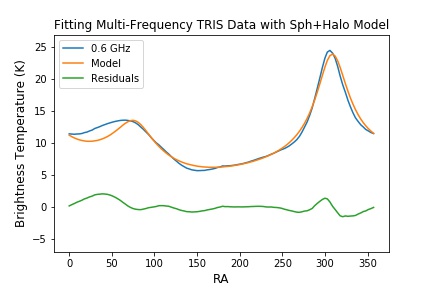 Fitting Multi-Frequency TRIS Data with Sph+Halo Model
0.6 GHz
Model
Residuals
Brightness Temperature (K)
25
20
15
10
5
0
−5
0 50 100 150 200 250 300 350
RA